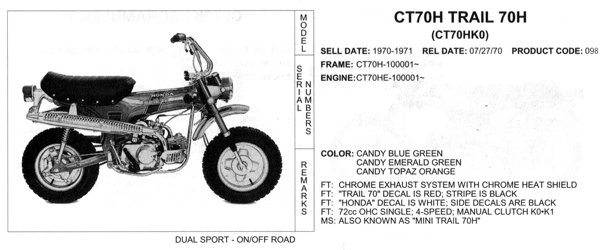 CT70H TRAIL 70H
(CT70HK0)
MODEL
SELL DATE: 1970-1971 REL DATE: 07/27/70 PRODUCT CODE: 098
FRAME: CT70H-100001~
ENGINE: CT70HE-100001~
SERIAL NUMBERS
HONDA
COLOR: CANDY BLUE GREEN
CANDY EMERALD GREEN
CANDY TOPAZ ORANGE
REMARKS
FT: CHROME EXHAUST SYSTEM WITH CHROME HEAT SHIELD
FT: "TRAIL 70" DECAL IS RED; STRIPE IS BLACK
FT: "HONDA" DECAL IS WHITE; SIDE DECALS ARE BLACK
FT: 72cc OHC SINGLE; 4-SPEED; MANUAL CLUTCH K0•K1
MS: ALSO KNOWN AS "MINI TRAIL 70H"
DUAL SPORT - ON/OFF ROAD